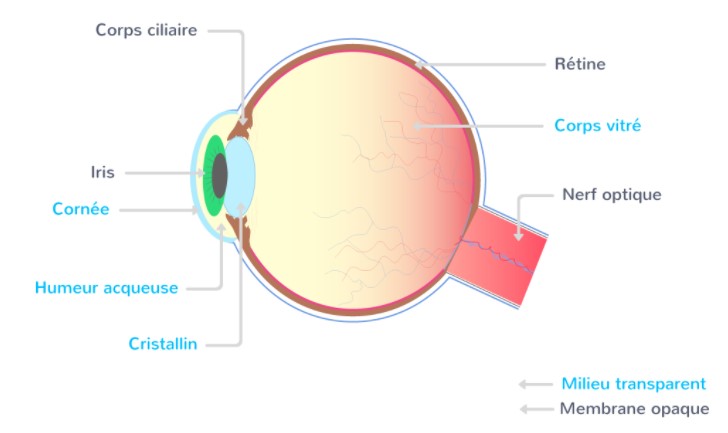 Corps ciliaire
Rétine
Corps vitré
Iris
Nerf optique
Cornée
Humeur acqueuse
Cristallin
Milieu transparent
Membrane opaque